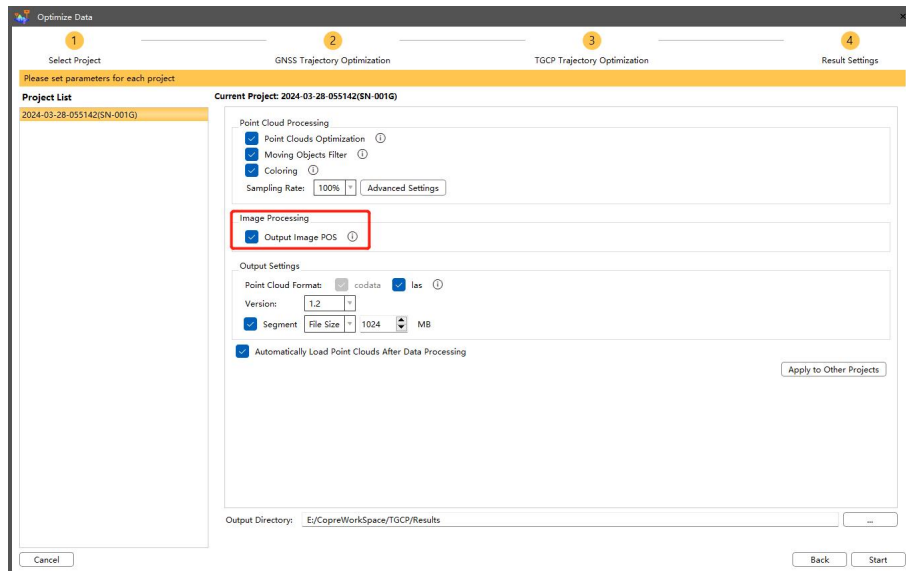 Optimize Data
1 2 3 4
Select Project GNSS Trajectory Optimization TGCP Trajectory Optimization Result Settings
Please set parameters for each project
Project List
2024-03-28-055142(SN-001G)
Current Project: 2024-03-28-055142(SN-001G)
Point Cloud Processing
Point Clouds Optimization
Moving Objects Filter
Coloring
Sampling Rate: 100% Advanced Settings
Image Processing
Output Image POS
Output Settings
Point Cloud Format: codata las
Version: 1.2
Segment File Size 1024 MB
Automatically Load Point Clouds After Data Processing
Apply to Other Projects
Output Directory: E:/CopreWorkSpace/TGCP/Results ...
Cancel Back Start